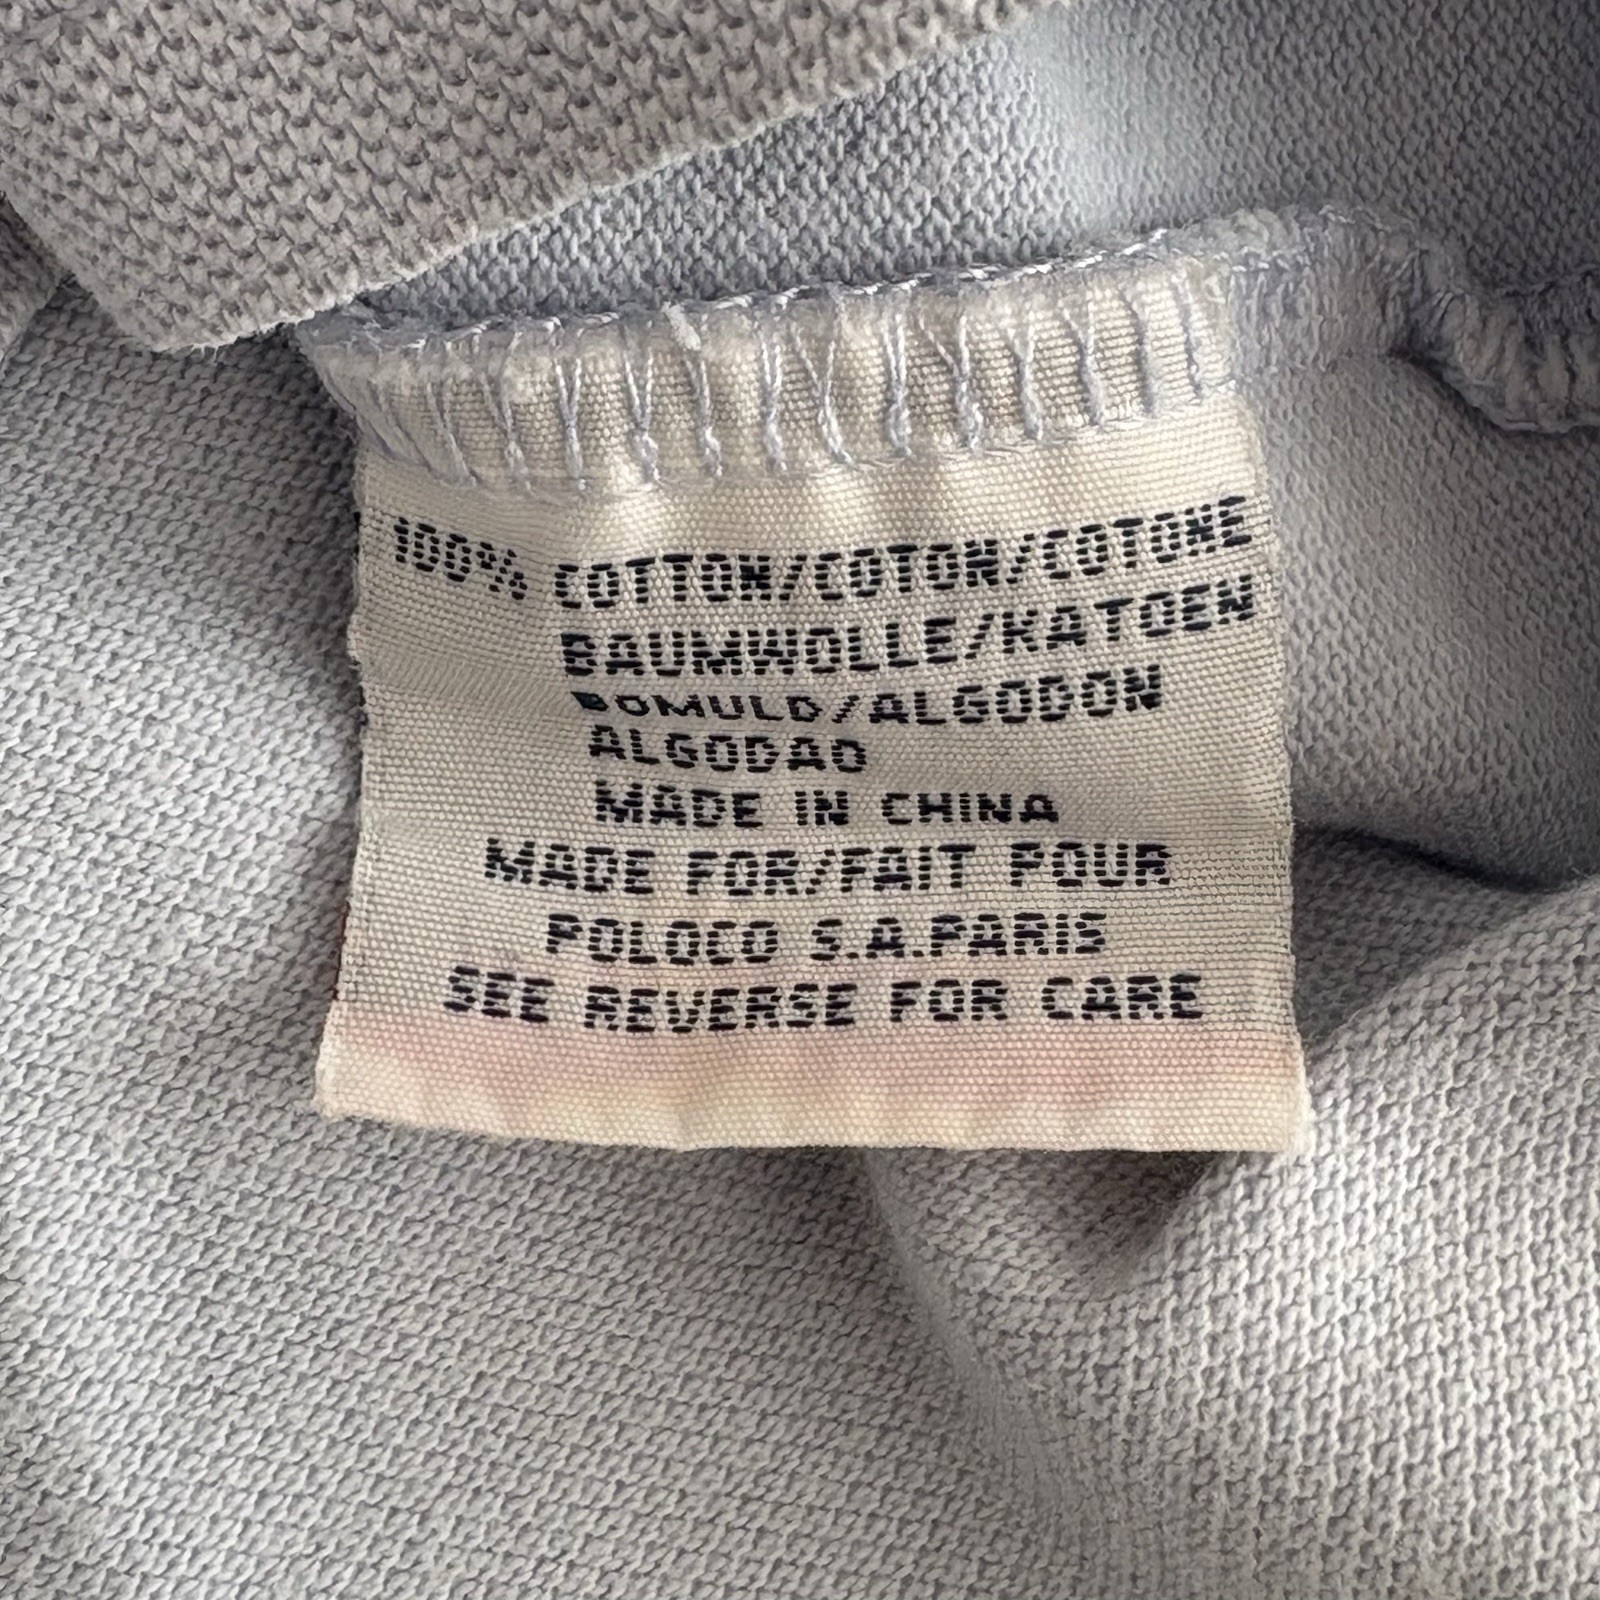 100% COTTON/COTON/COTONE
BAUMWOLLE/KATOEN
BOMULD/ALGODON
ALGODAO
MADE IN CHINA
MADE FOR/FAIT POUR
POLOCO S.A.PARIS
SEE REVERSE FOR CARE